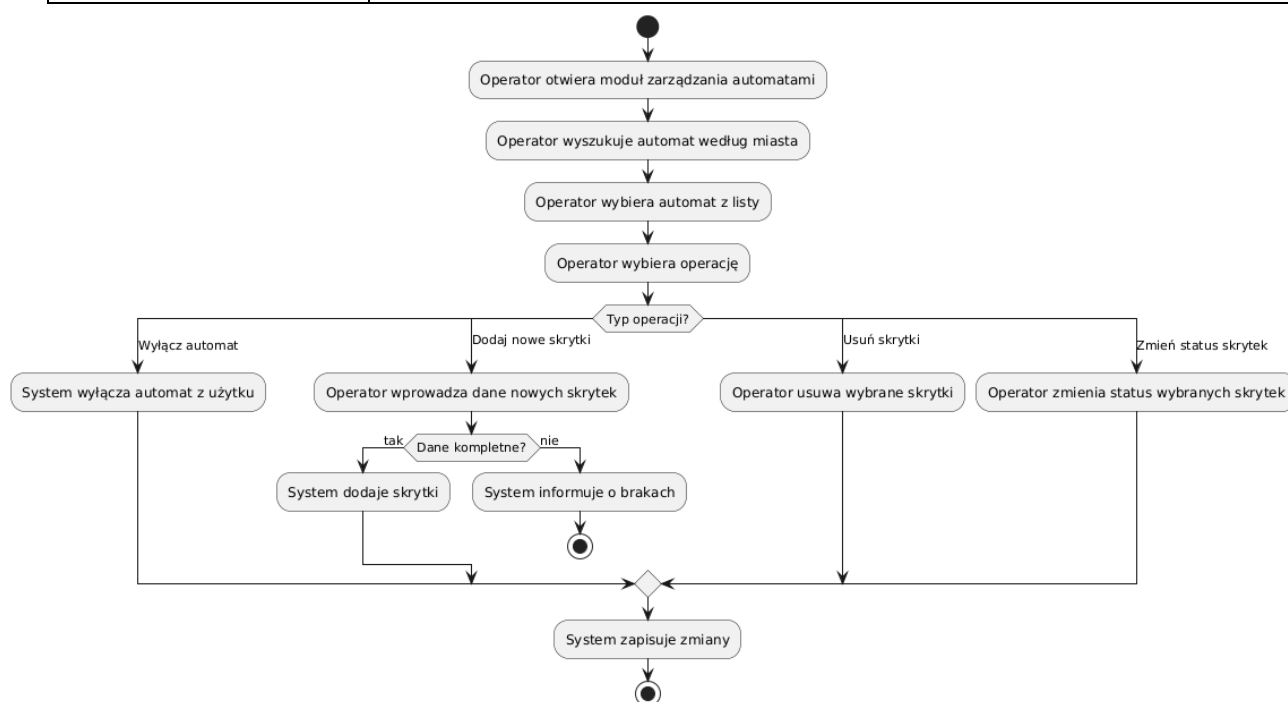 Operator otwiera moduł zarządzania automatami
Operator wyszukuje automat według miasta
Operator wybiera automat z listy
Operator wybiera operację
Typ operacji?
Wyłącz automat
Dodaj nowe skrytki
Usuń skrytki
Zmień status skrytek
System wyłącza automat z użytku
Operator wprowadza dane nowych skrytek
Operator usuwa wybrane skrytki
Operator zmienia status wybranych skrytek
tak
Dane kompletne?
nie
System dodaje skrytki
System informuje o brakach
System zapisuje zmiany